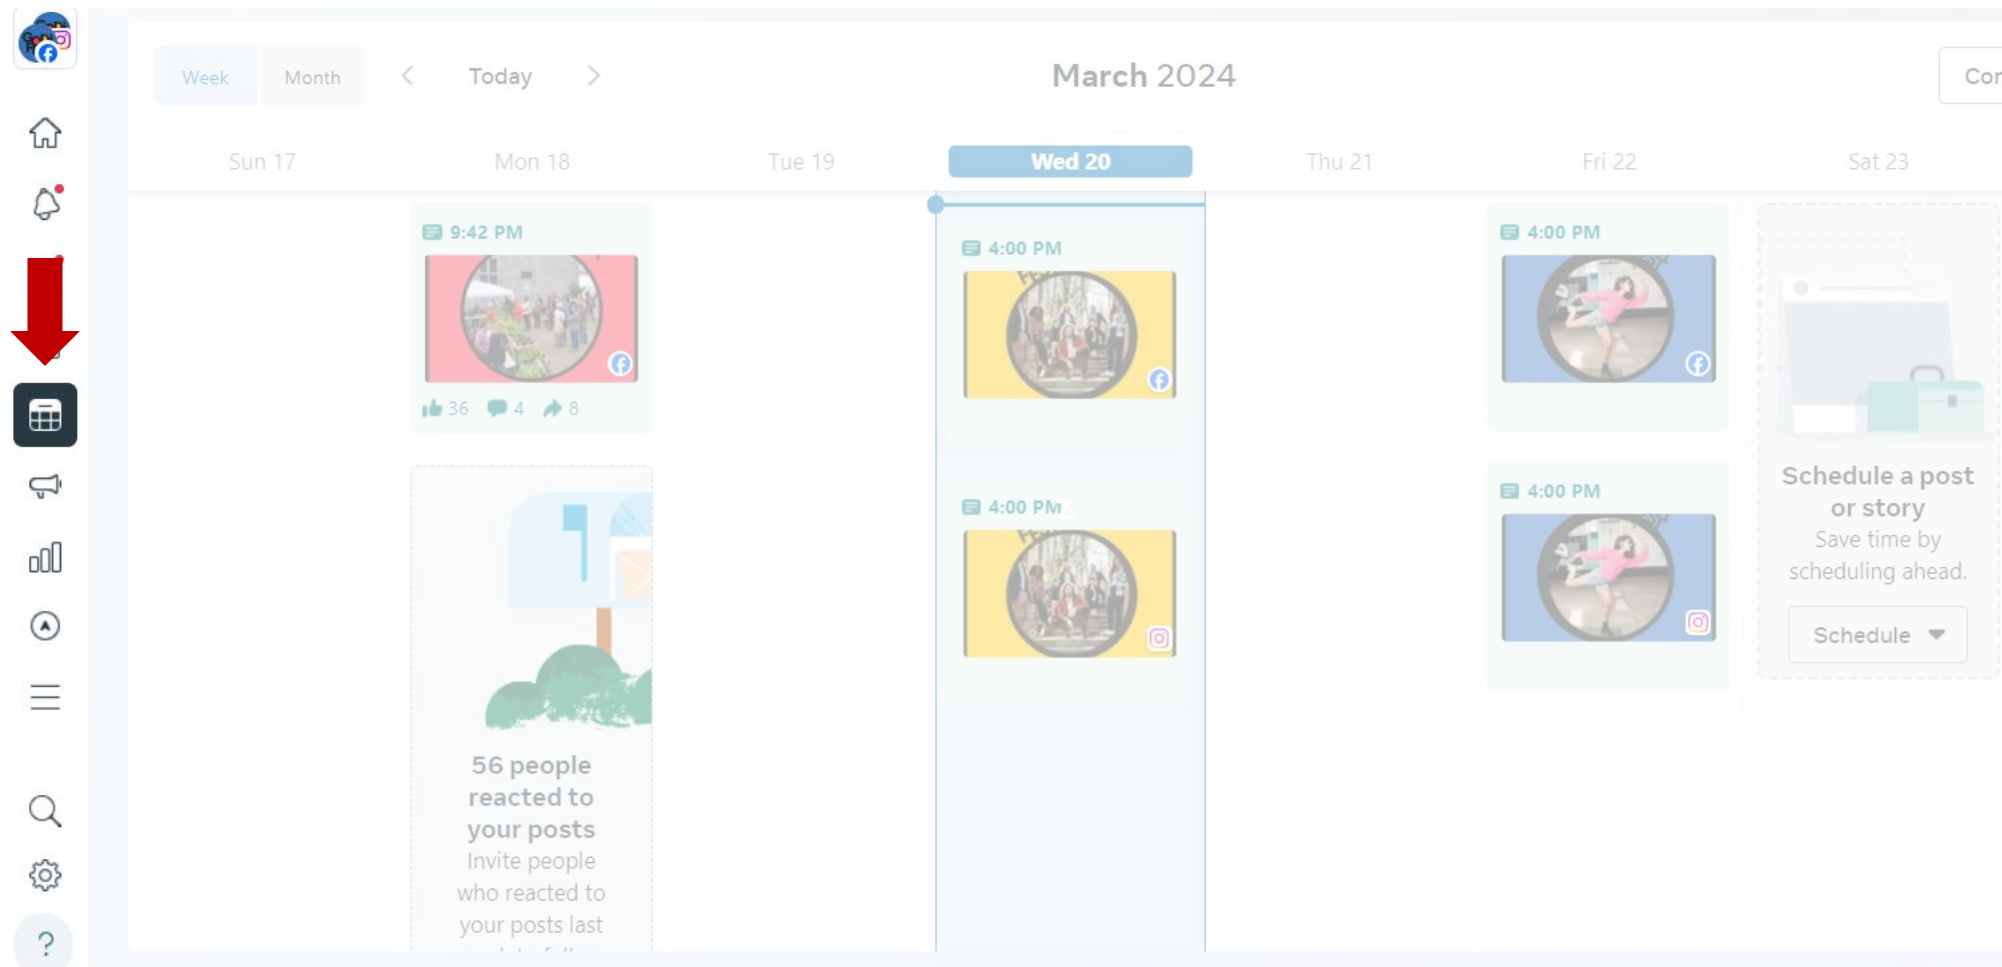 Week Month Today March 2024
Sun 17 Mon 18 Tue 19 Wed 20 Thu 21 Fri 22 Sat 23
9:42 PM
36 4 8
56 people
reacted to
your posts
Invite people
who reacted to
your posts last
4:00 PM
FEST
4:00 PM
4:00 PM
4:00 PM
Schedule a post
or story
Save time by
scheduling ahead.
Schedule
?